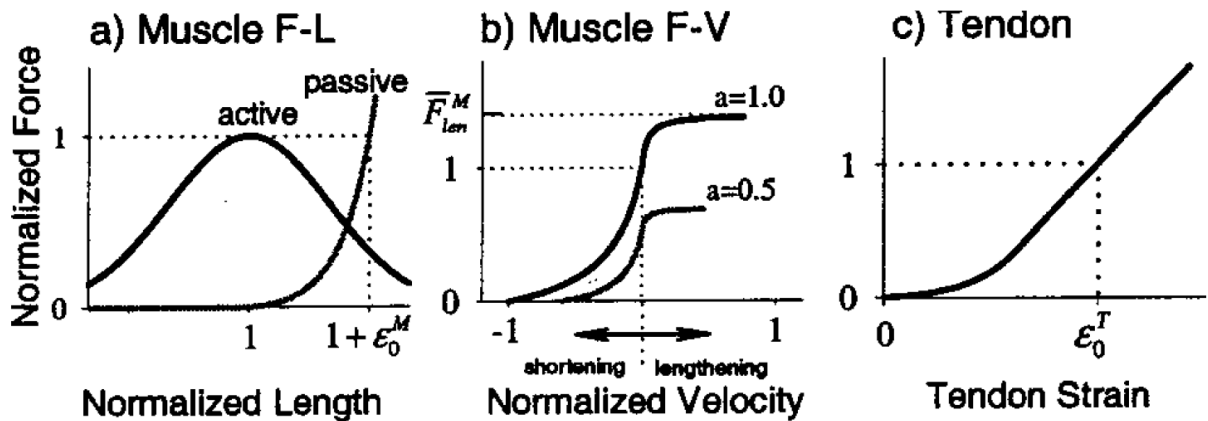 a) Muscle F-L
Normalized Force
active
passive
1
0
1
1 + ε₀ᴹ
Normalized Length
b) Muscle F-V
F̅ᴹ_len
1
0
a=1.0
a=0.5
-1
1
shortening
lengthening
Normalized Velocity
c) Tendon
1
0
0
ε₀ᵀ
Tendon Strain